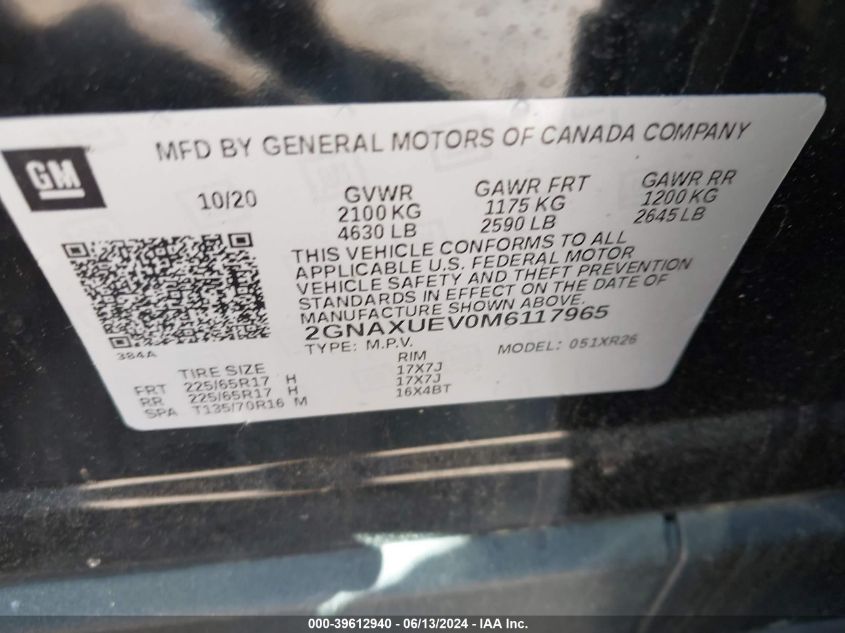 MFD BY GENERAL MOTORS OF CANADA COMPANY
GM
10/20 GVWR GAWR FRT GAWR RR
2100 KG 1175 KG 1200 KG
4630 LB 2590 LB 2645 LB
THIS VEHICLE CONFORMS TO ALL
APPLICABLE U.S. FEDERAL MOTOR
VEHICLE SAFETY AND THEFT PREVENTION
STANDARDS IN EFFECT ON THE DATE OF
MANUFACTURE SHOWN ABOVE.
2GNAXUEV0M6117965
TYPE: M.P.V. MODEL: 051XR26
384A
TIRE SIZE RIM
FRT 225/65R17 H 17X7J
RR 225/65R17 H 17X7J
SPA T135/70R16 M 16X4BT
000-39612940 - 06/13/2024 - IAA Inc.